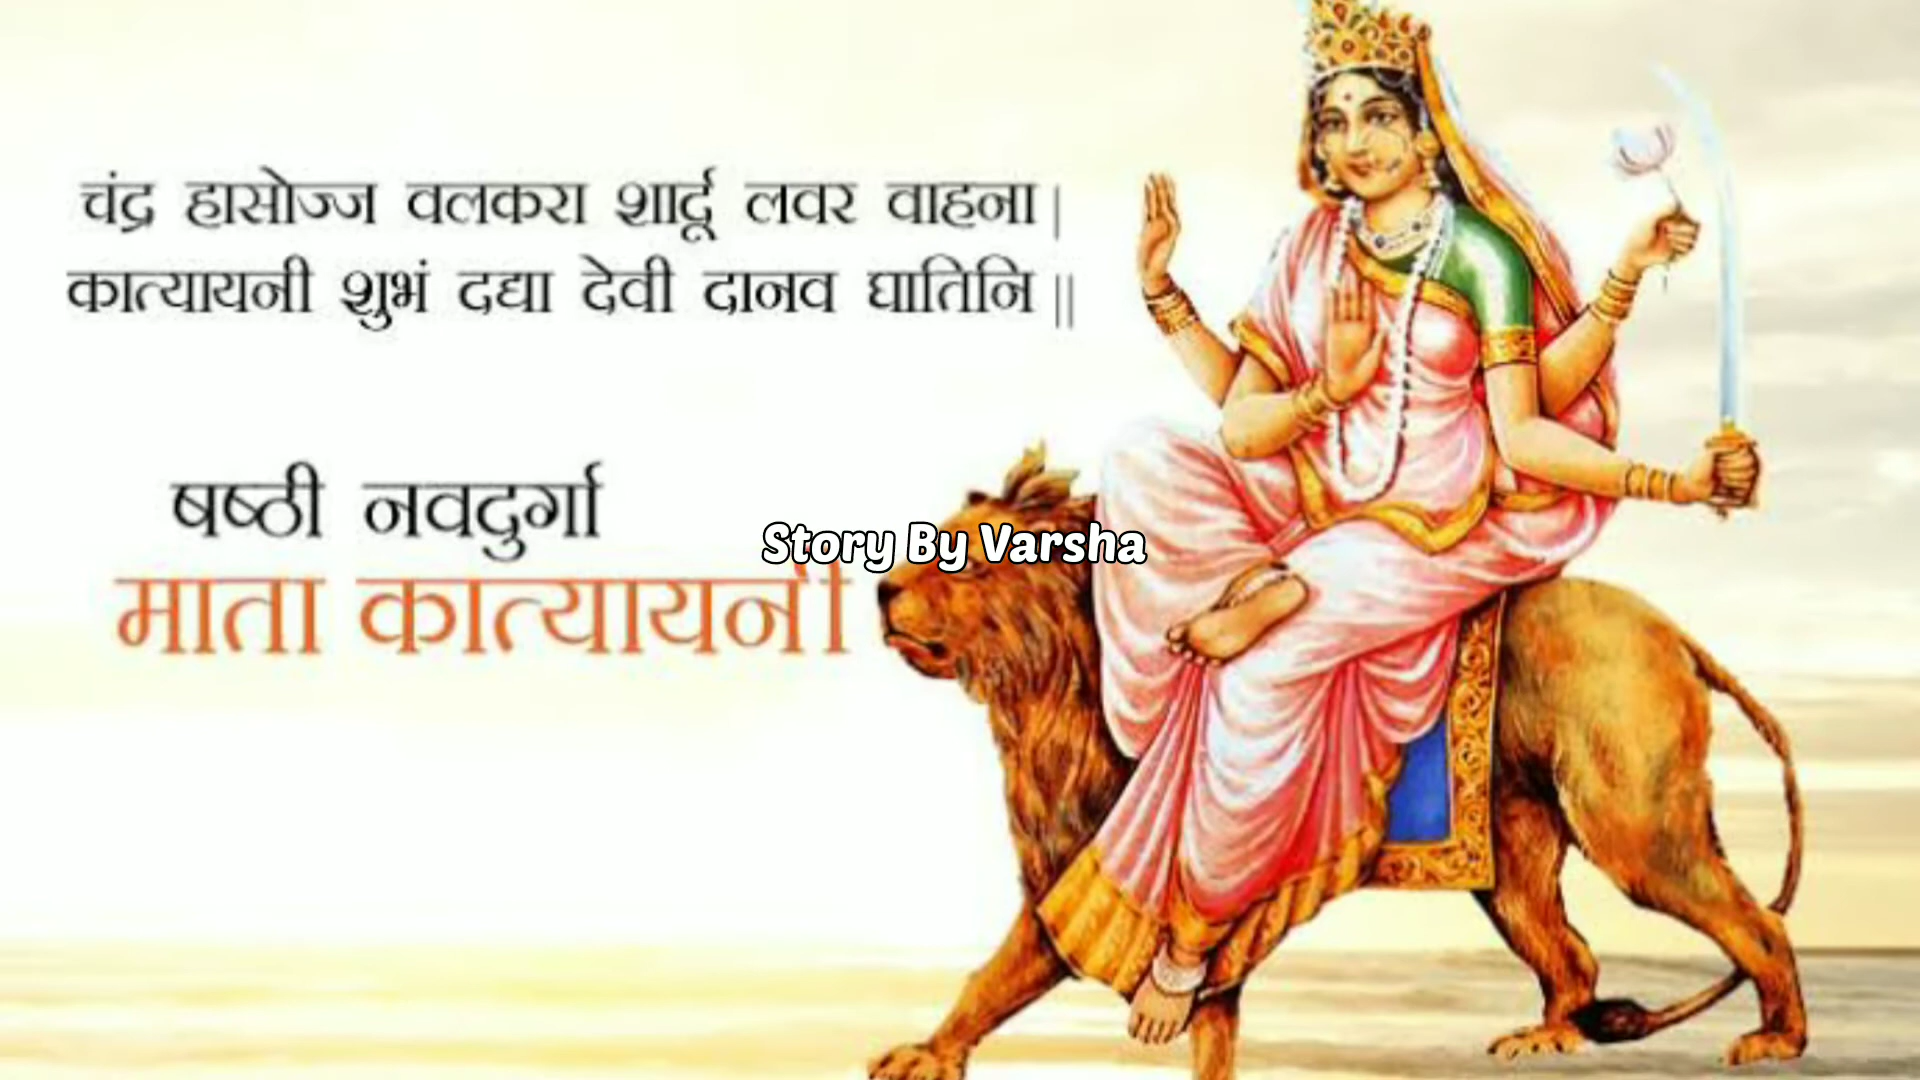 चंद्र हासोज्ज वलकरा शार्दू लवर वाहना|
कात्यायनी शुभं दद्या देवी दानव घातिनि||
षष्ठी नवदुर्गा
Story By Varsha
माता कात्यायनी